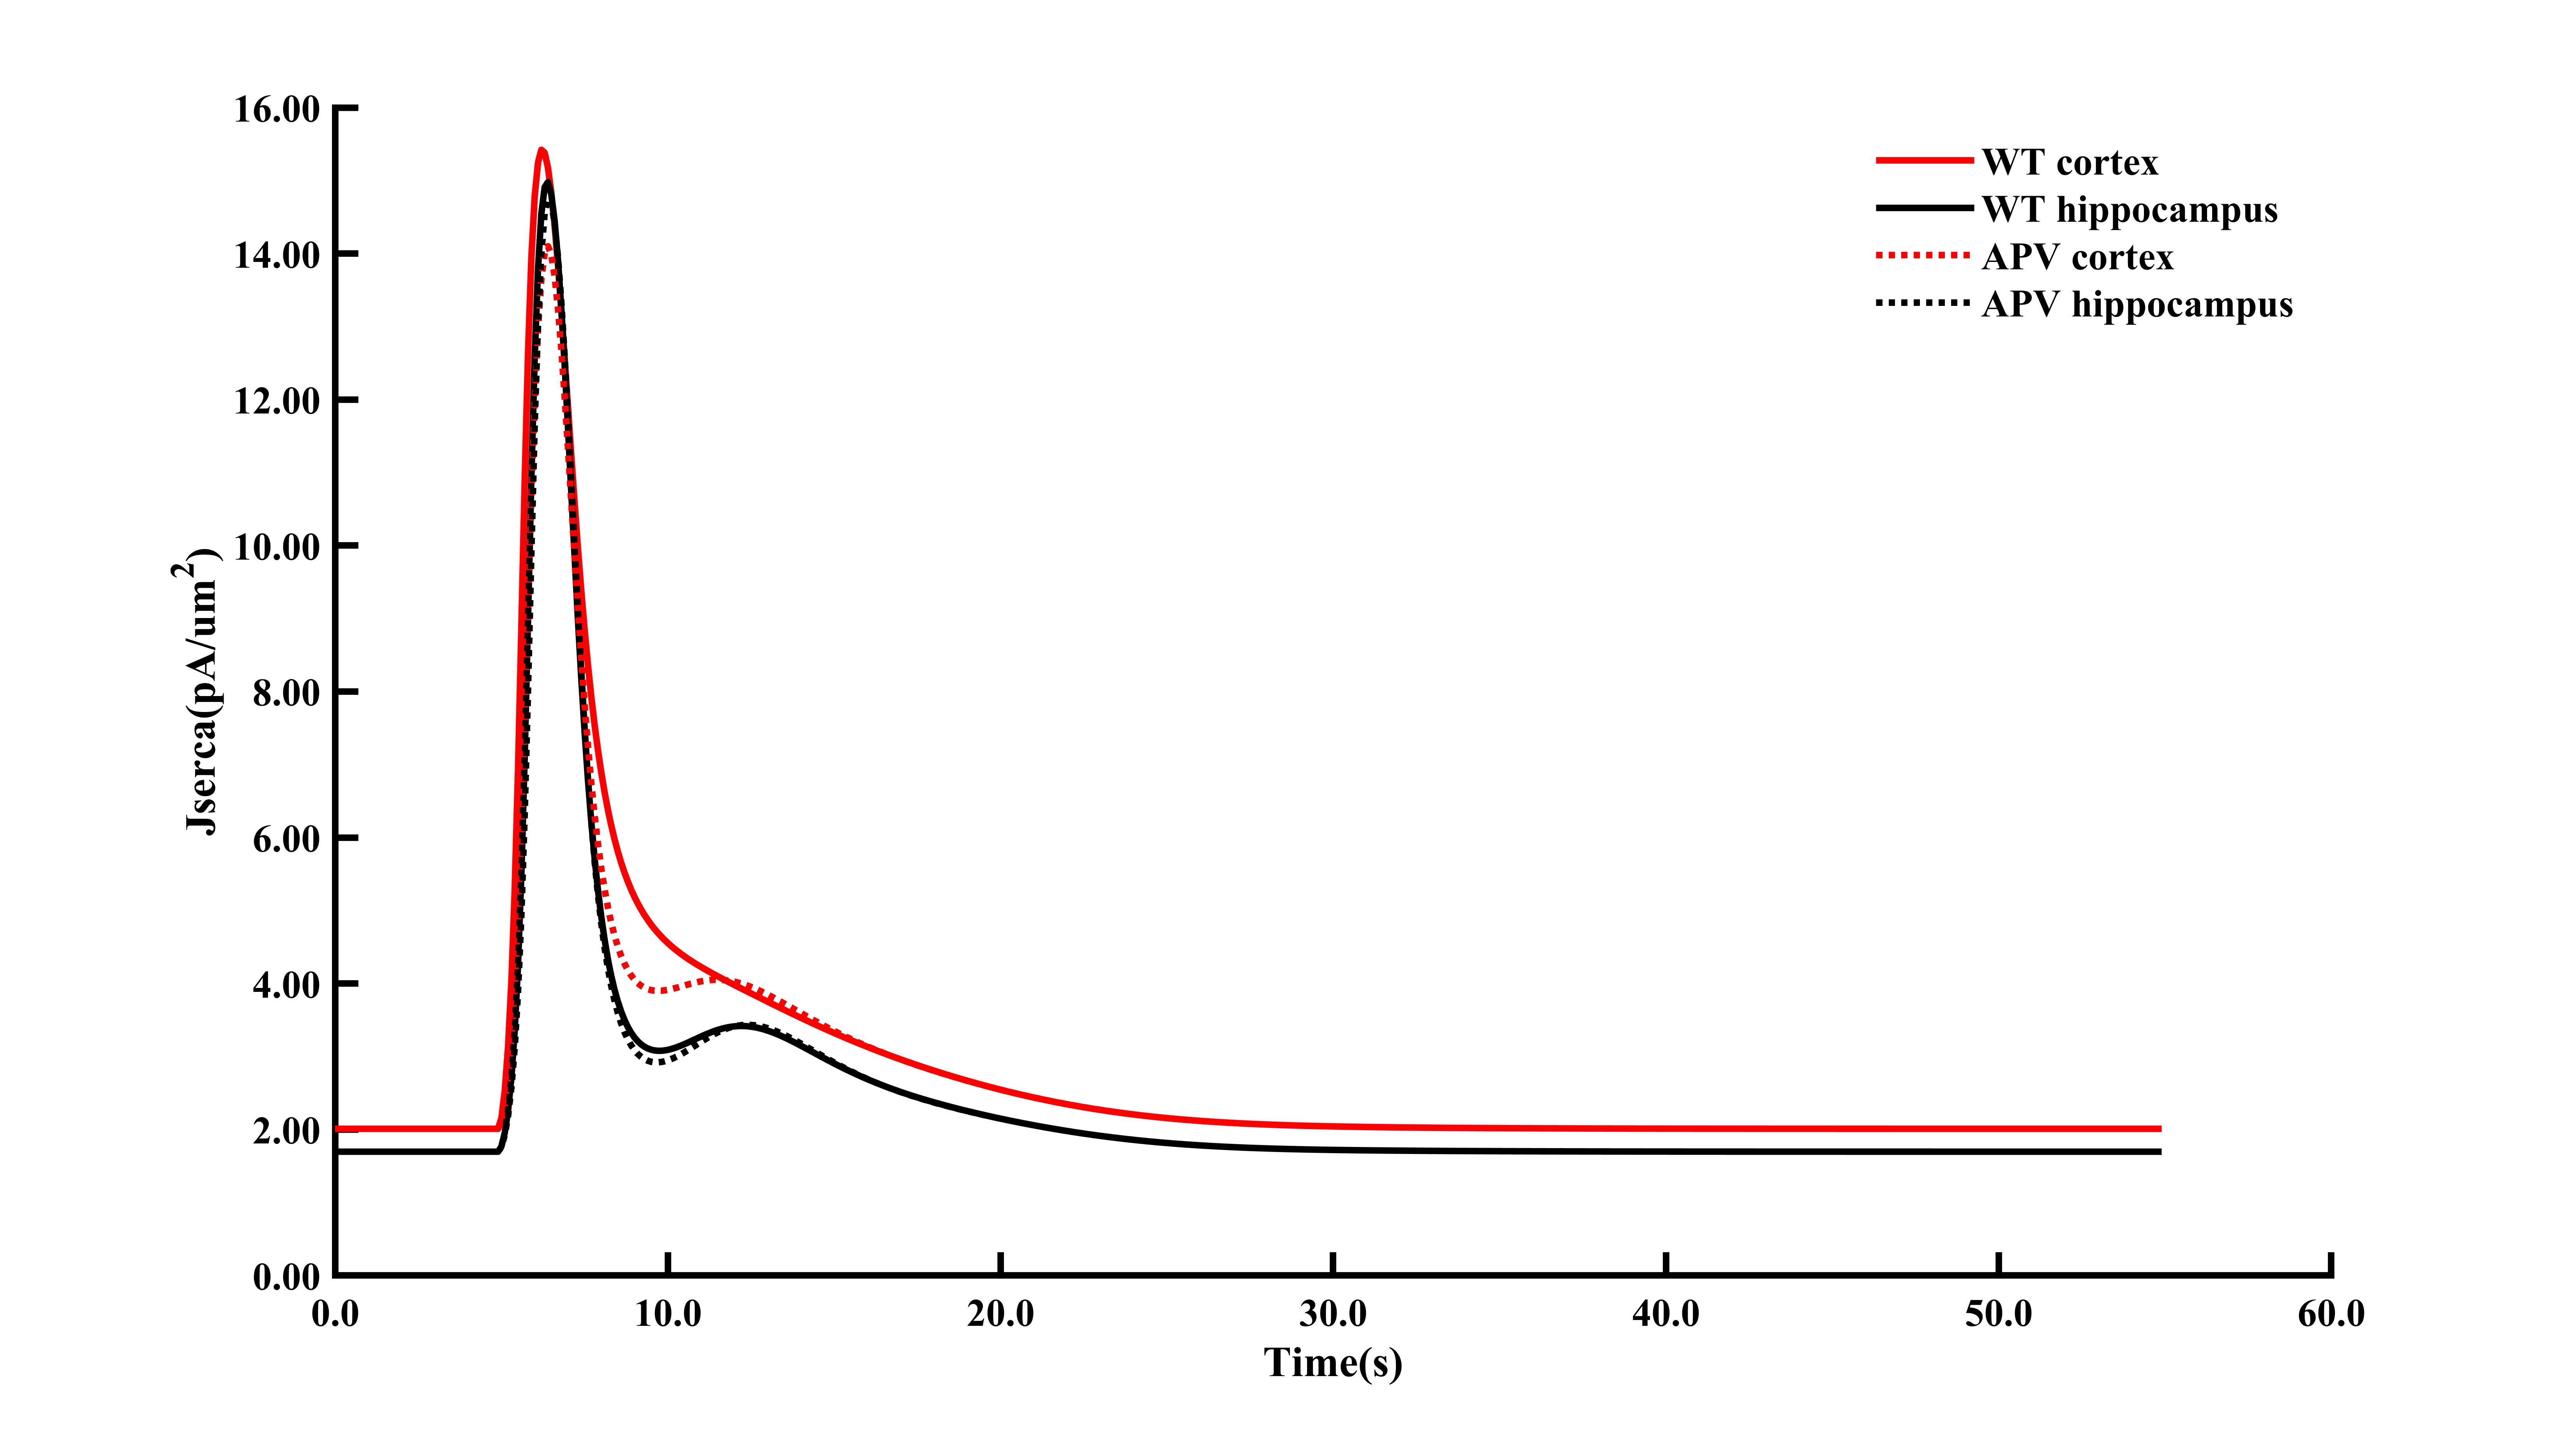 16.00
14.00
12.00
10.00
8.00
6.00
4.00
2.00
0.00
Jserca(pA/um²)
WT cortex
WT hippocampus
APV cortex
APV hippocampus
0.0 10.0 20.0 30.0 40.0 50.0 60.0
Time(s)